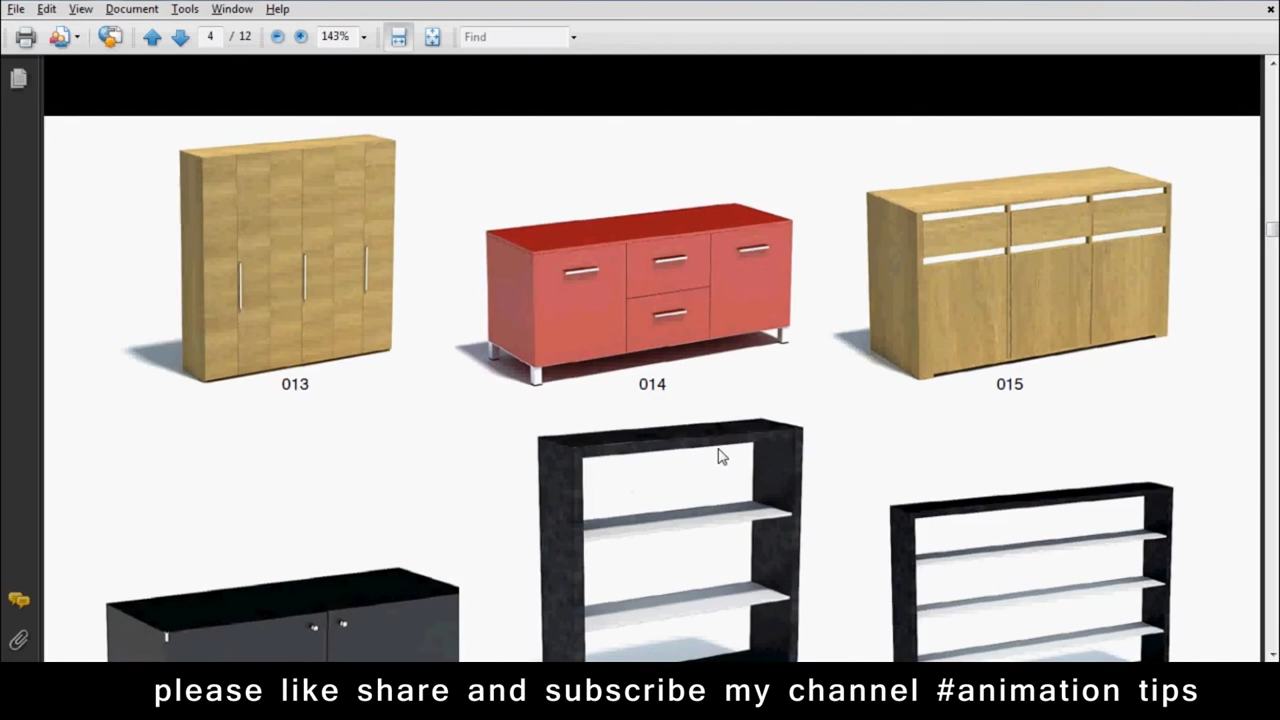 File Edit View Document Tools Window Help
4 / 12 143% Find
013 014 015
please like share and subscribe my channel #animation tips